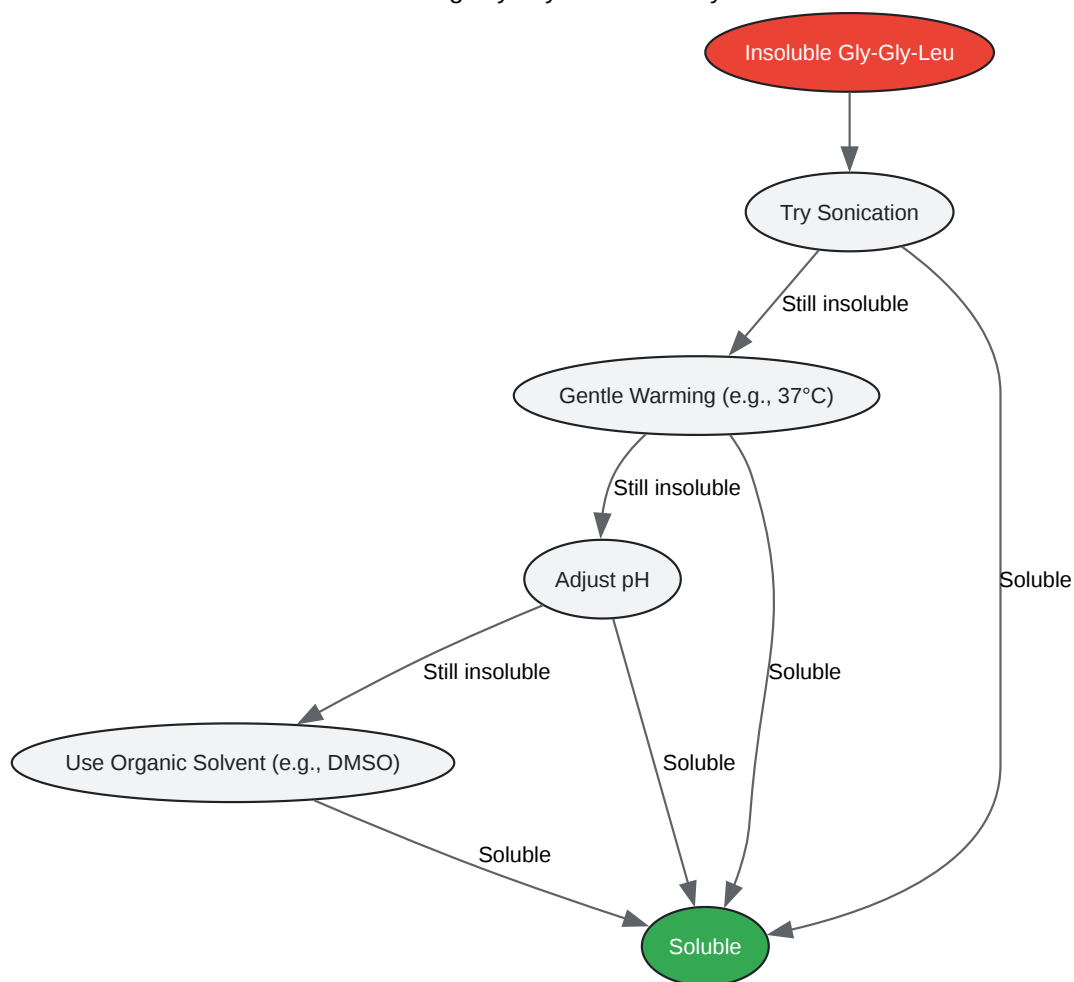 Insoluble Gly-Gly-Leu
Try Sonication
Still insoluble
Gentle Warming (e.g., 37°C)
Still insoluble
Adjust pH
Soluble
Still insoluble
Soluble
Use Organic Solvent (e.g., DMSO)
Soluble
Soluble
Soluble